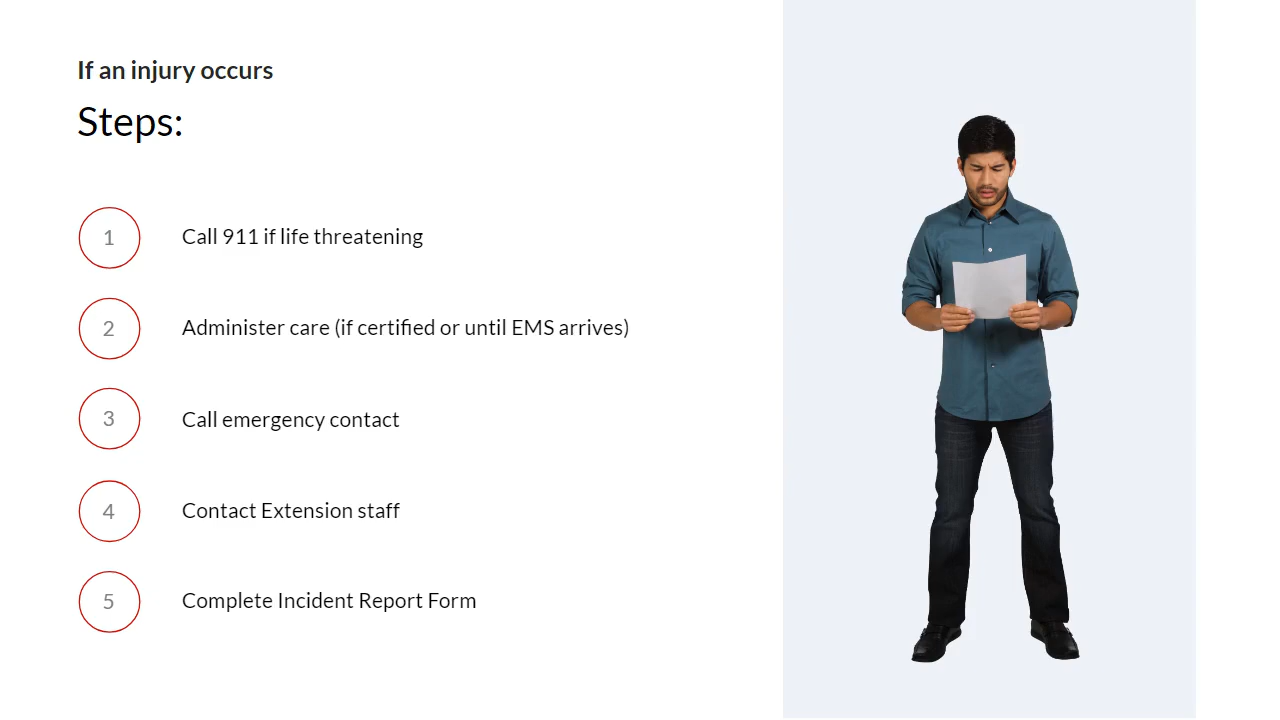 If an injury occurs
Steps:
1 Call 911 if life threatening
2 Administer care (if certified or until EMS arrives)
3 Call emergency contact
4 Contact Extension staff
5 Complete Incident Report Form